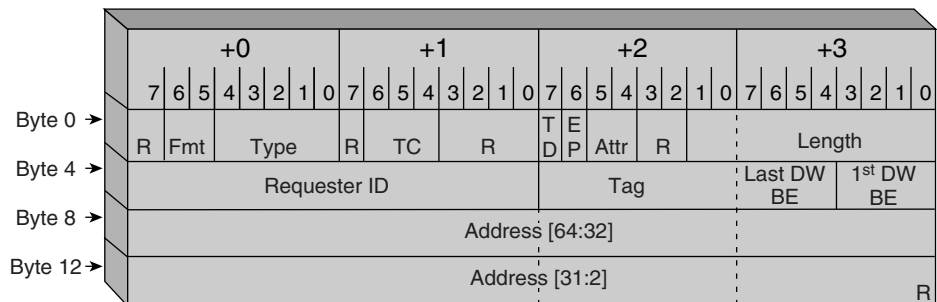 +0 +1 +2 +3
7 6 5 4 3 2 1 0 7 6 5 4 3 2 1 0 7 6 5 4 3 2 1 0 7 6 5 4 3 2 1 0
Byte 0 R Fmt Type R TC R TD EP Attr R Length
Byte 4 Requester ID Tag Last DW BE 1st DW BE
Byte 8 Address [64:32]
Byte 12 Address [31:2] R